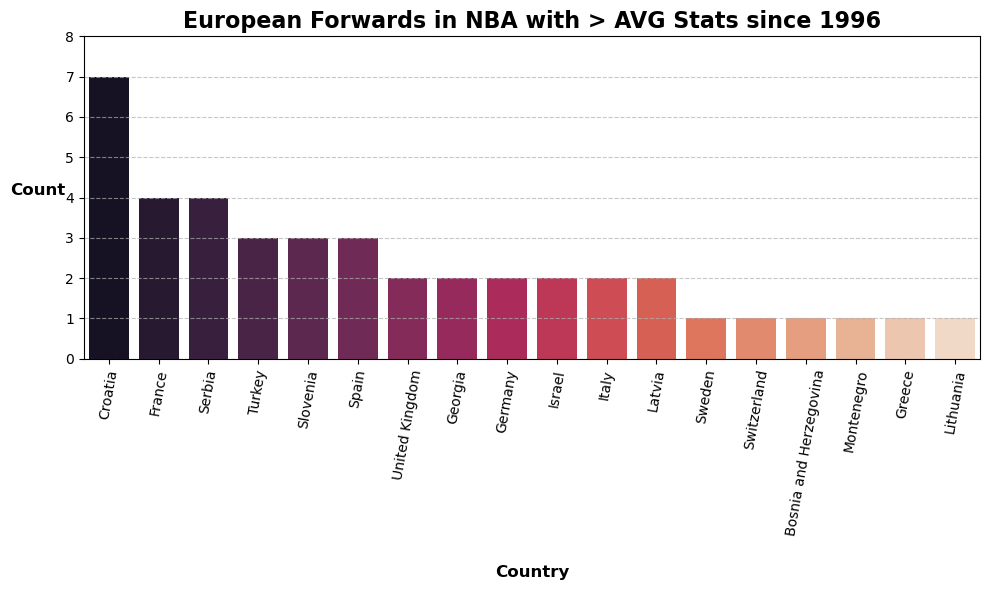 European Forwards in NBA with > AVG Stats since 1996
Count
8
7
6
5
4
3
2
1
0
Croatia
France
Serbia
Turkey
Slovenia
Spain
United Kingdom
Georgia
Germany
Israel
Italy
Latvia
Sweden
Switzerland
Bosnia and Herzegovina
Montenegro
Greece
Lithuania
Country